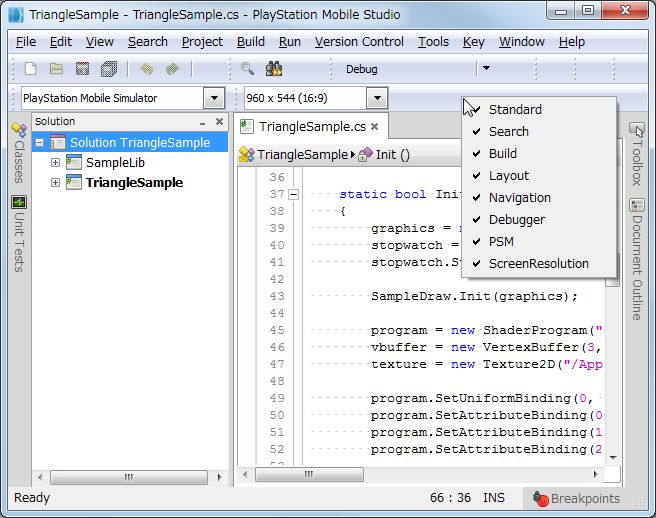 TriangleSample - TriangleSample.cs - PlayStation Mobile Studio
File Edit View Search Project Build Run Version Control Tools Key Window Help
Debug
PlayStation Mobile Simulator 960 x 544 (16:9)
Classes
Unit Tests
Solution
Solution TriangleSample
SampleLib
TriangleSample
TriangleSample.cs
TriangleSample Init ()
36
37 static bool Ini
38 {
39 graphics = n
40 stopwatch =
41 stopwatch.S
42
43 SampleDraw.Init(graphics);
44
45 program = new ShaderProgram("
46 vbuffer = new VertexBuffer(3,
47 texture = new Texture2D("/App
48
49 program.SetUniformBinding(0,
50 program.SetAttributeBinding(0
51 program.SetAttributeBinding(1
52 program.SetAttributeBinding(2
53
Standard
Search
Build
Layout
Navigation
Debugger
PSM
ScreenResolution
Toolbox
Document Outline
Ready 66 : 36 INS Breakpoints